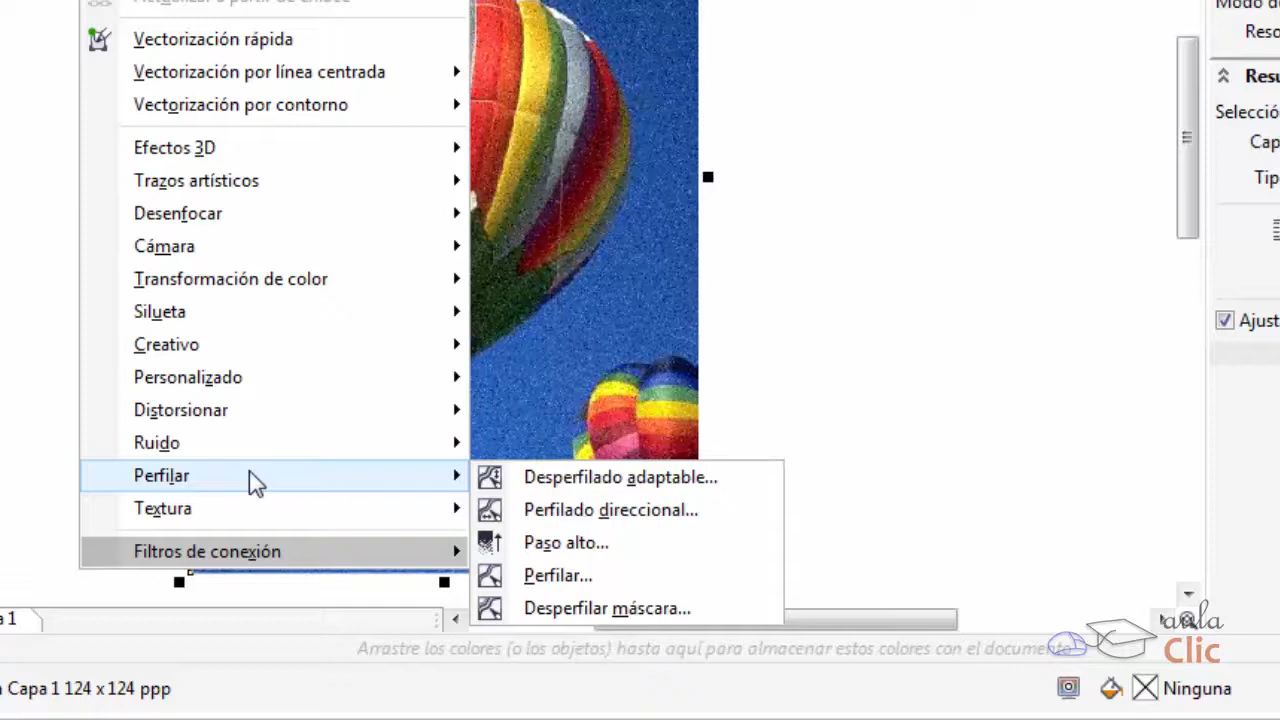 Vectorización rápida
Vectorización por línea centrada
Vectorización por contorno
Efectos 3D
Trazos artísticos
Desenfocar
Cámara
Transformación de color
Silueta
Creativo
Personalizado
Distorsionar
Ruido
Perfilar
Textura
Filtros de conexión
Desperfilado adaptable...
Perfilado direccional...
Paso alto...
Perfilar...
Desperfilar máscara...
Modo de
Reso
Resu
Selecció
Cap
Tip
Ajust
a 1
Arrastre los colores (o los objetos) hasta aquí para almacenar estos colores con el documento
aula
Clic
Capa 1 124 x 124 ppp
Ninguna